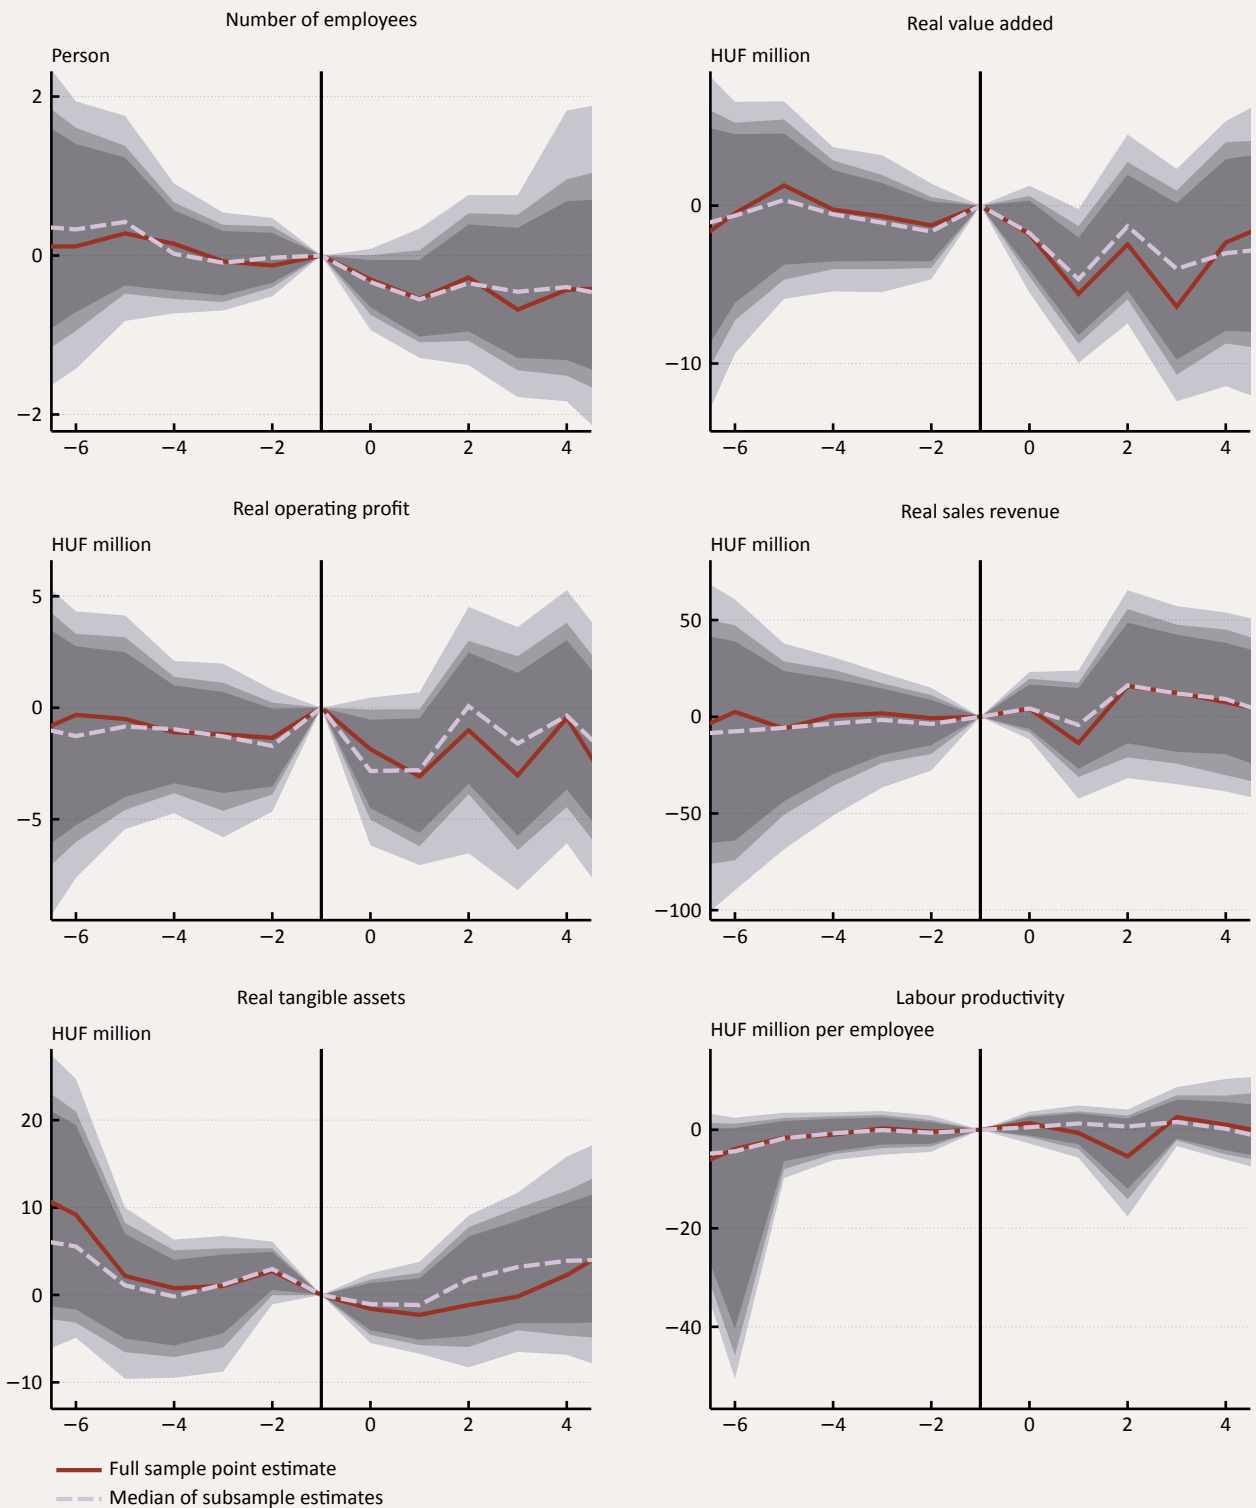 Number of employees
Person
2
0
−2
−6 −4 −2 0 2 4
Real value added
HUF million
0
−10
−6 −4 −2 0 2 4
Real operating profit
HUF million
5
0
−5
−6 −4 −2 0 2 4
Real sales revenue
HUF million
50
0
−50
−100
−6 −4 −2 0 2 4
Real tangible assets
HUF million
20
10
0
−10
−6 −4 −2 0 2 4
Labour productivity
HUF million per employee
0
−20
−40
−6 −4 −2 0 2 4
Full sample point estimate
Median of subsample estimates